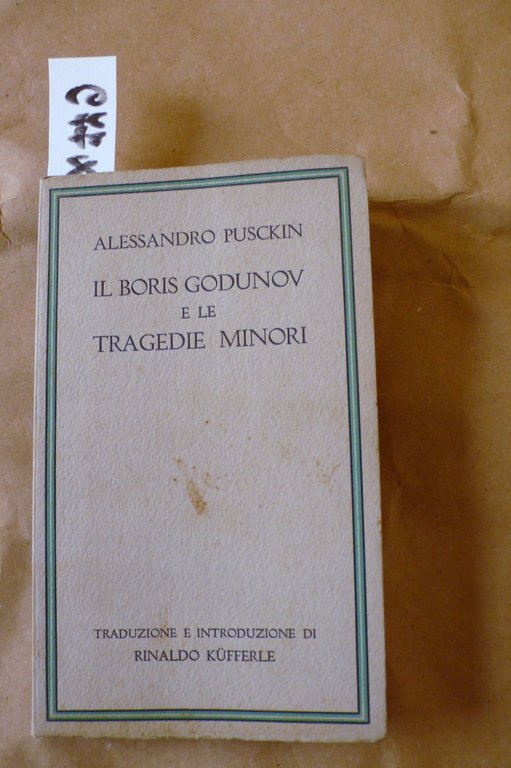 ALESSANDRO PUSCKIN
IL BORIS GODUNOV
E LE
TRAGEDIE MINORI
TRADUZIONE E INTRODUZIONE DI
RINALDO KÜFFERLE